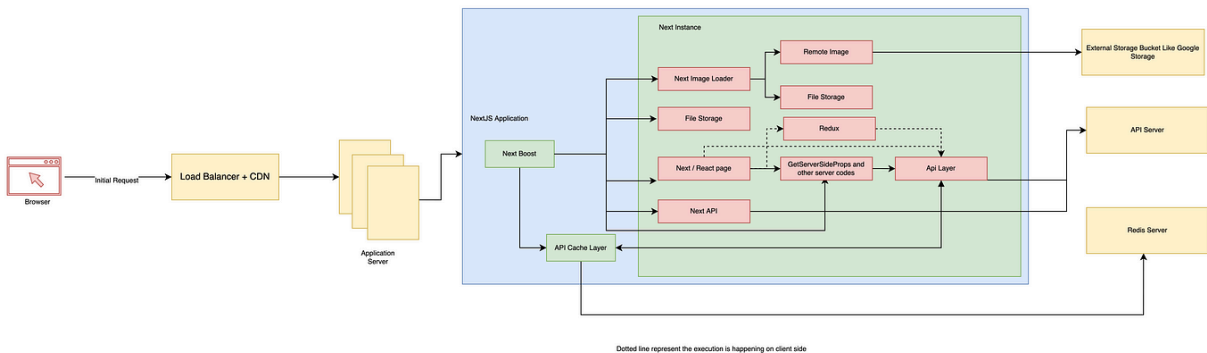 Next Instance
Remote Image
External Storage Bucket Like Google
Storage
Next Image Loader
File Storage
NextJS Application
File Storage
Redux
API Server
Next Boost
Next / React page
GetServerSideProps and
other server codes
Api Layer
Load Balancer + CDN
Initial Request
Browser
Next API
Redis Server
API Cache Layer
Application
Server
Dotted line represent the execution is happening on client side